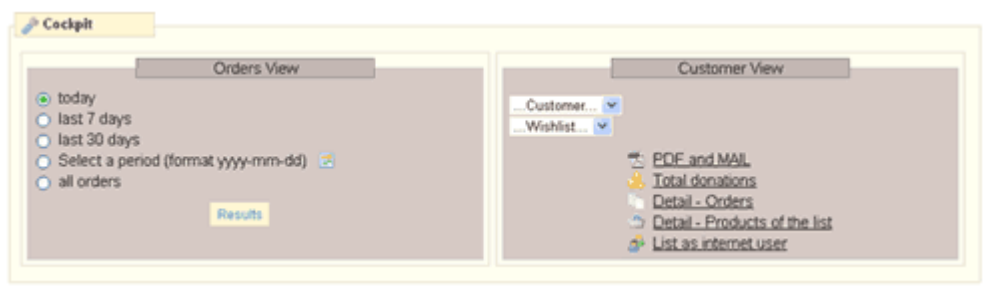 Cockpit
Orders View
today
last 7 days
last 30 days
Select a period (format yyyy-mm-dd)
all orders
Results
Customer View
...Customer...
...Wishlist...
PDF and MAIL
Total donations
Detail - Orders
Detail - Products of the list
List as internet user